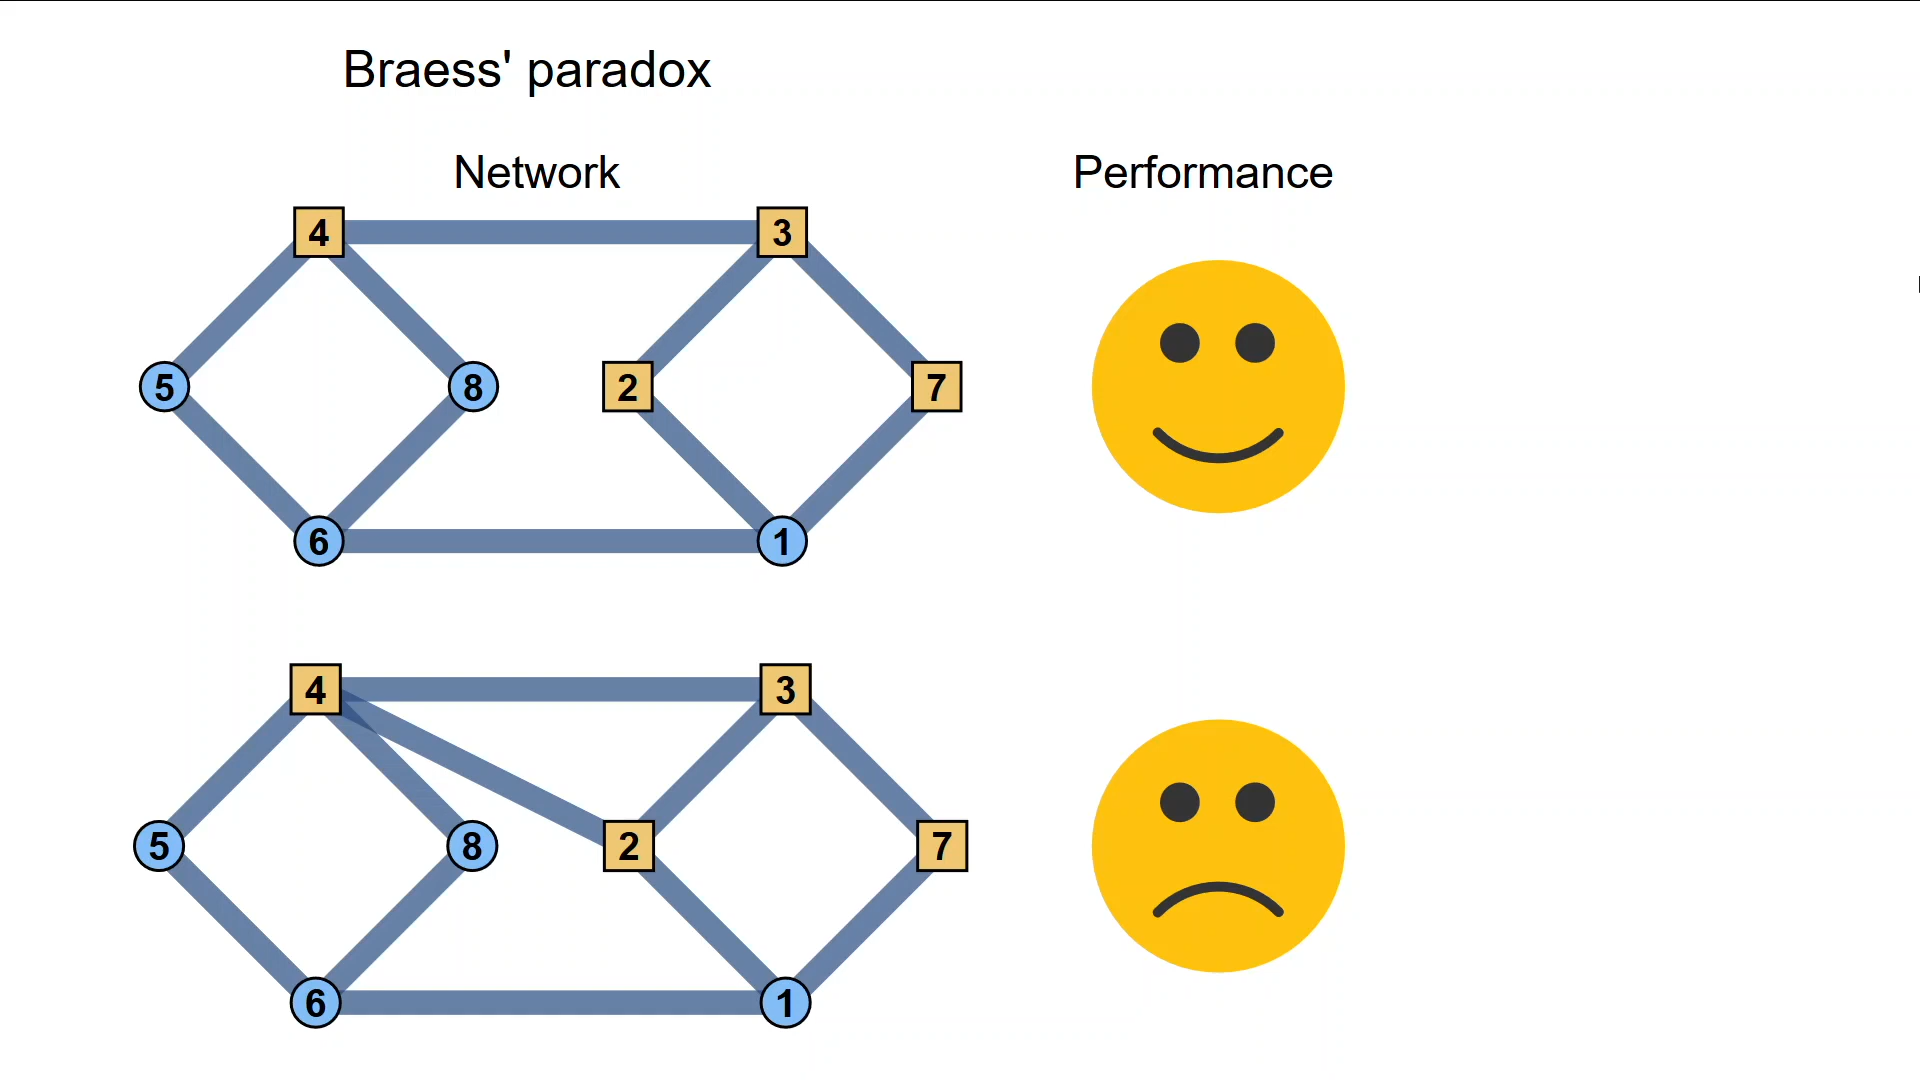 Braess' paradox
Network
Performance
4 3
5 8 2 7
6 1
4 3
5 8 2 7
6 1